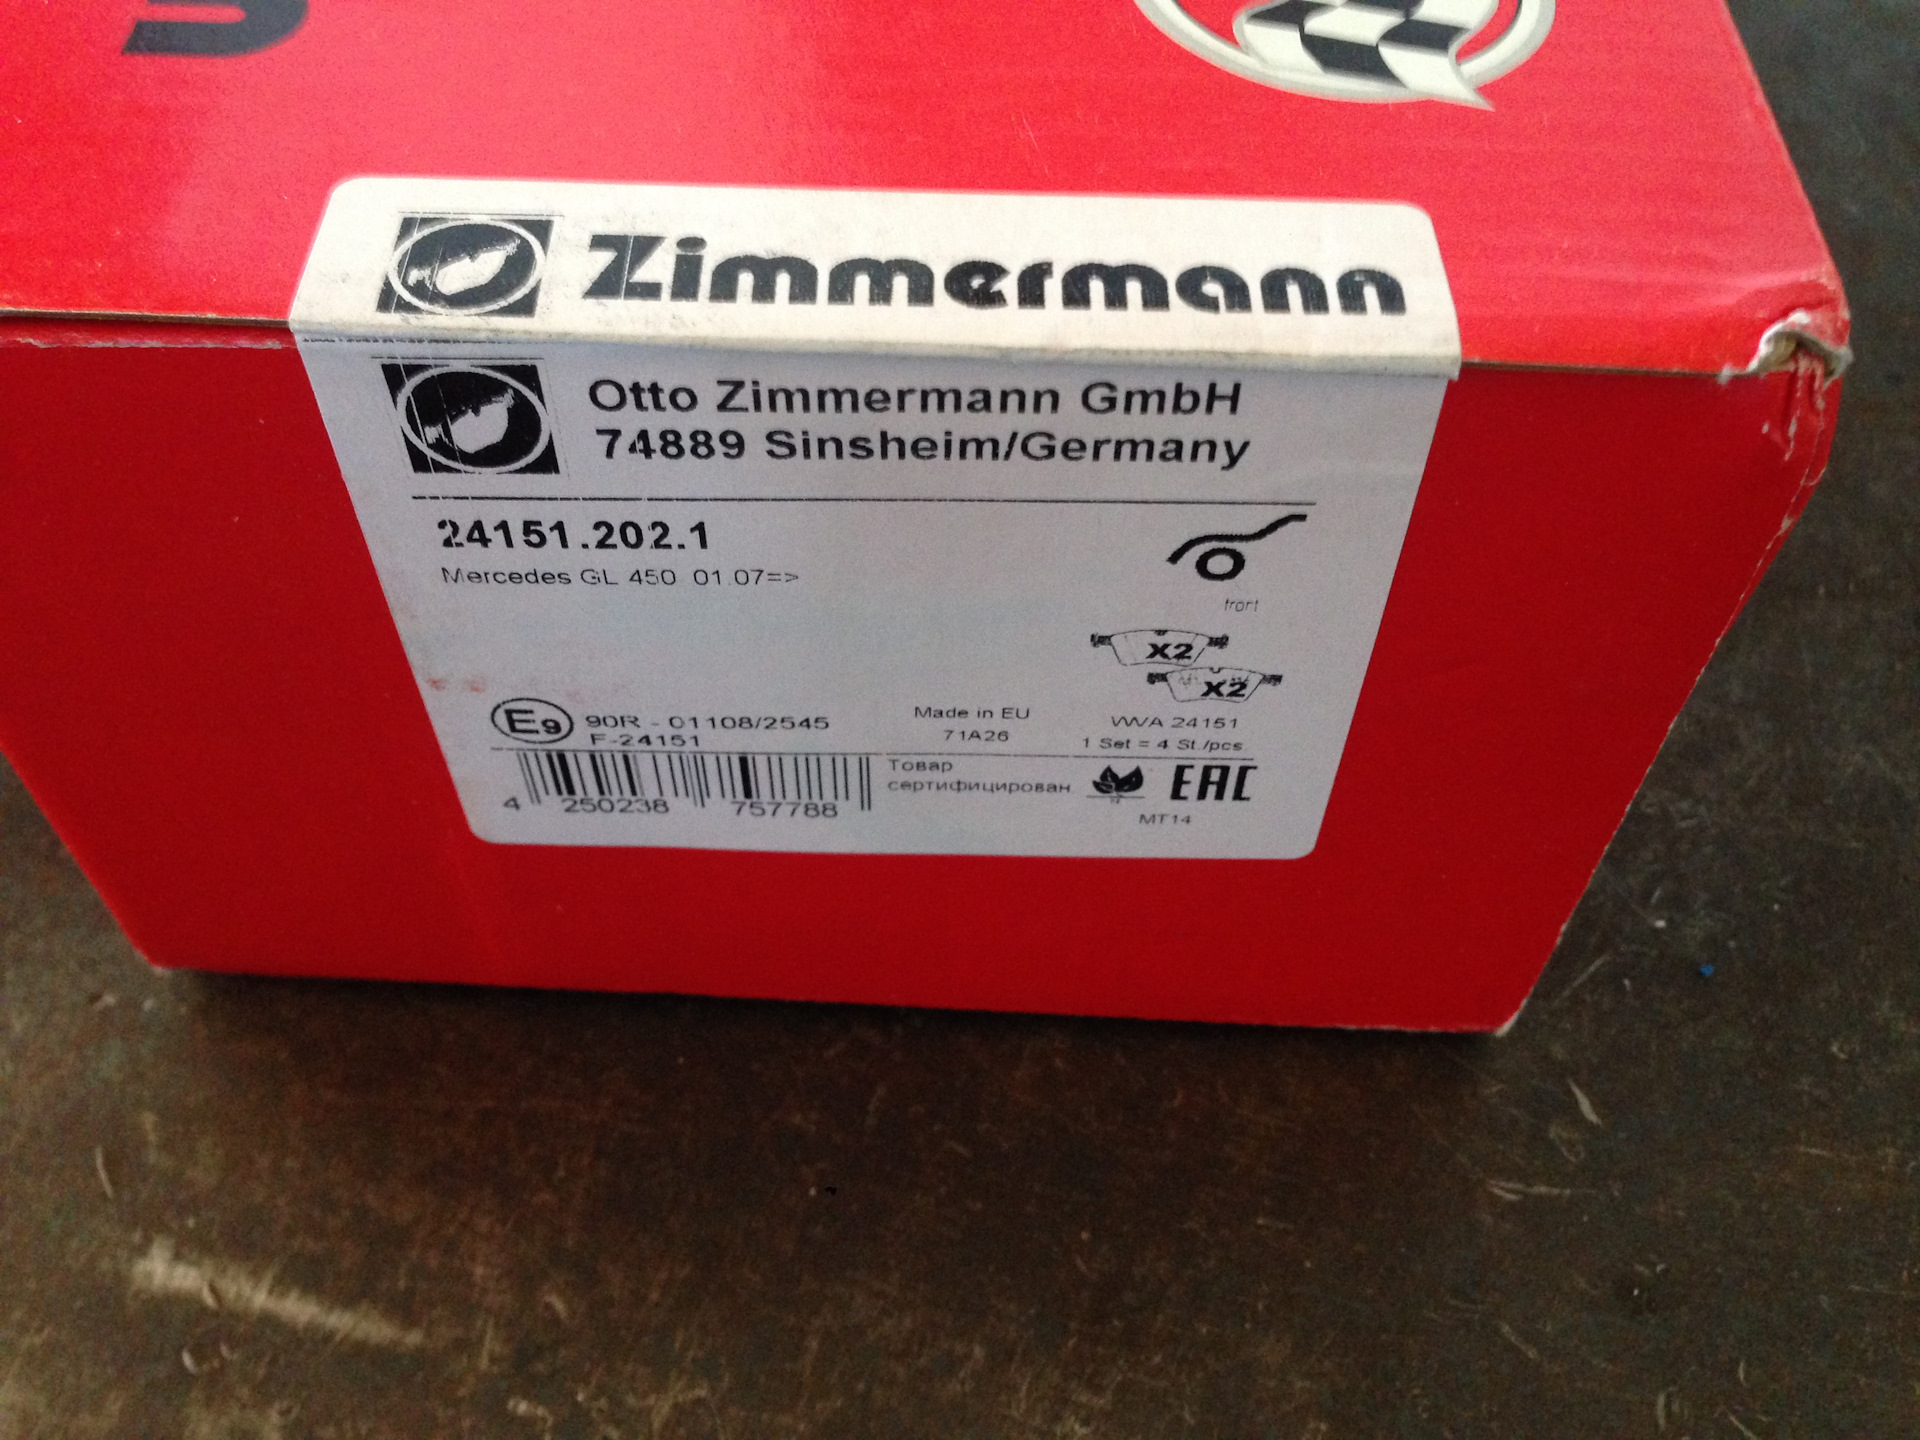 Zimmermann
Otto Zimmermann GmbH
74889 Sinsheim/Germany
24151.202.1
Mercedes GL 450 01.07=>
front
X2
X2
E9
90R - 01108/2545
F-24151
Made in EU
71A26
WVA 24151
1 Set = 4 St./pcs.
4 250238 757788
Товар
сертифицирован
EAC
MT14